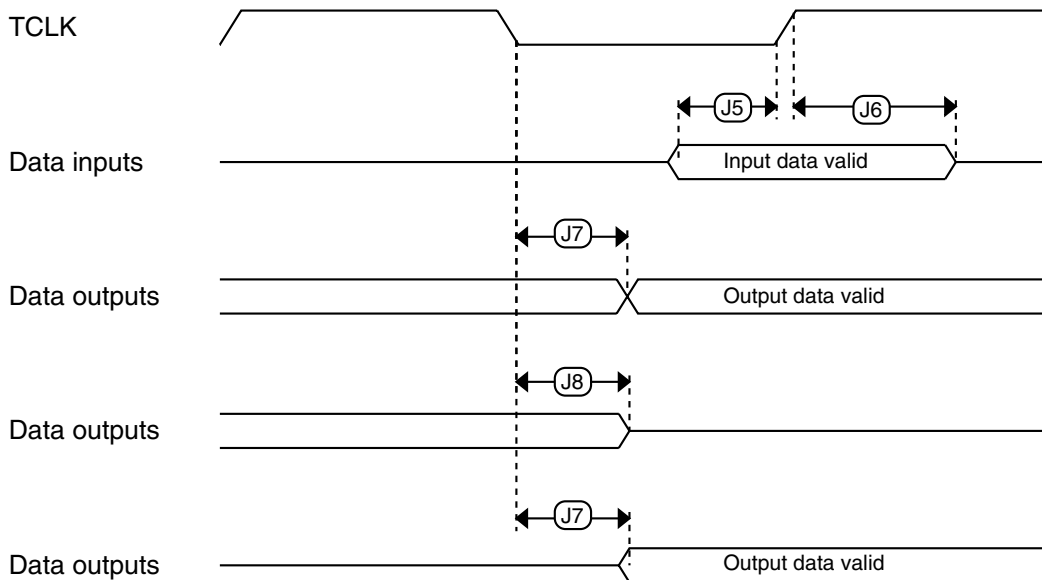 TCLK
J5
J6
Data inputs
Input data valid
J7
Data outputs
Output data valid
J8
Data outputs
J7
Data outputs
Output data valid